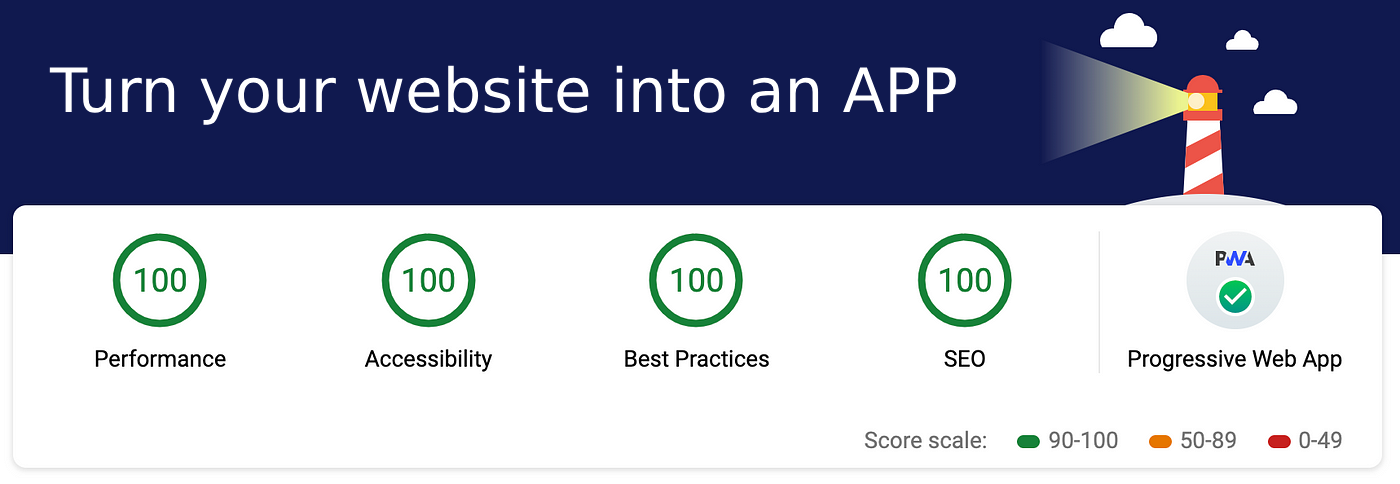 Turn your website into an APP
100 100 100 100 PWA
Performance Accessibility Best Practices SEO Progressive Web App
Score scale: 90-100 50-89 0-49